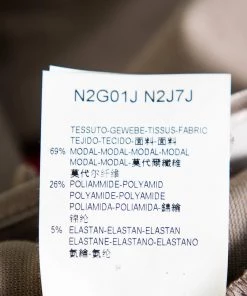 N2G01J N2J7J
TESSUTO-GEWEBE-TISSUS-FABRIC
TEJIDO-TECIDO-面料-面料
69% MODAL-MODAL-MODAL-MODAL
MODAL-MODAL-莫代爾纖維
莫代尔纤维
26% POLIAMMIDE-POLYAMID
POLYAMIDE-POLYAMIDE
POLIAMIDA-POLIAMIDA-錦綸
锦纶
5% ELASTAN-ELASTAN-ELASTAN
ELASTANE-ELASTANO-ELASTANO
氨綸-氨纶